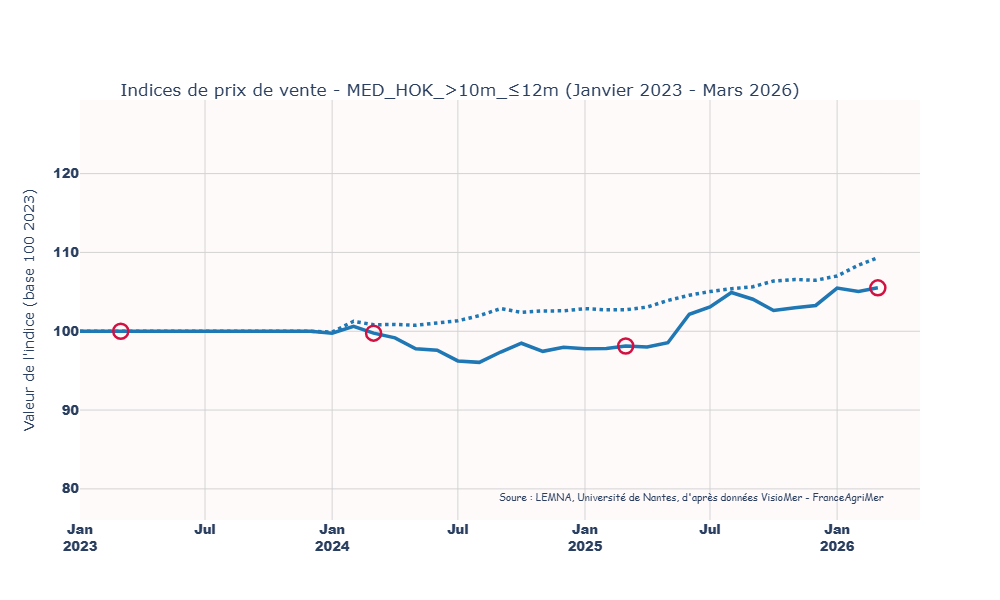 Indices de prix de vente - MED_HOK_>10m_≤12m (Janvier 2023 - Mars 2026)
Valeur de l'indice (base 100 2023)
120
110
100
90
80
Soure : LEMNA, Université de Nantes, d'après données VisioMer - FranceAgriMer
Jan Jul Jan Jul Jan Jul Jan
2023 2024 2025 2026